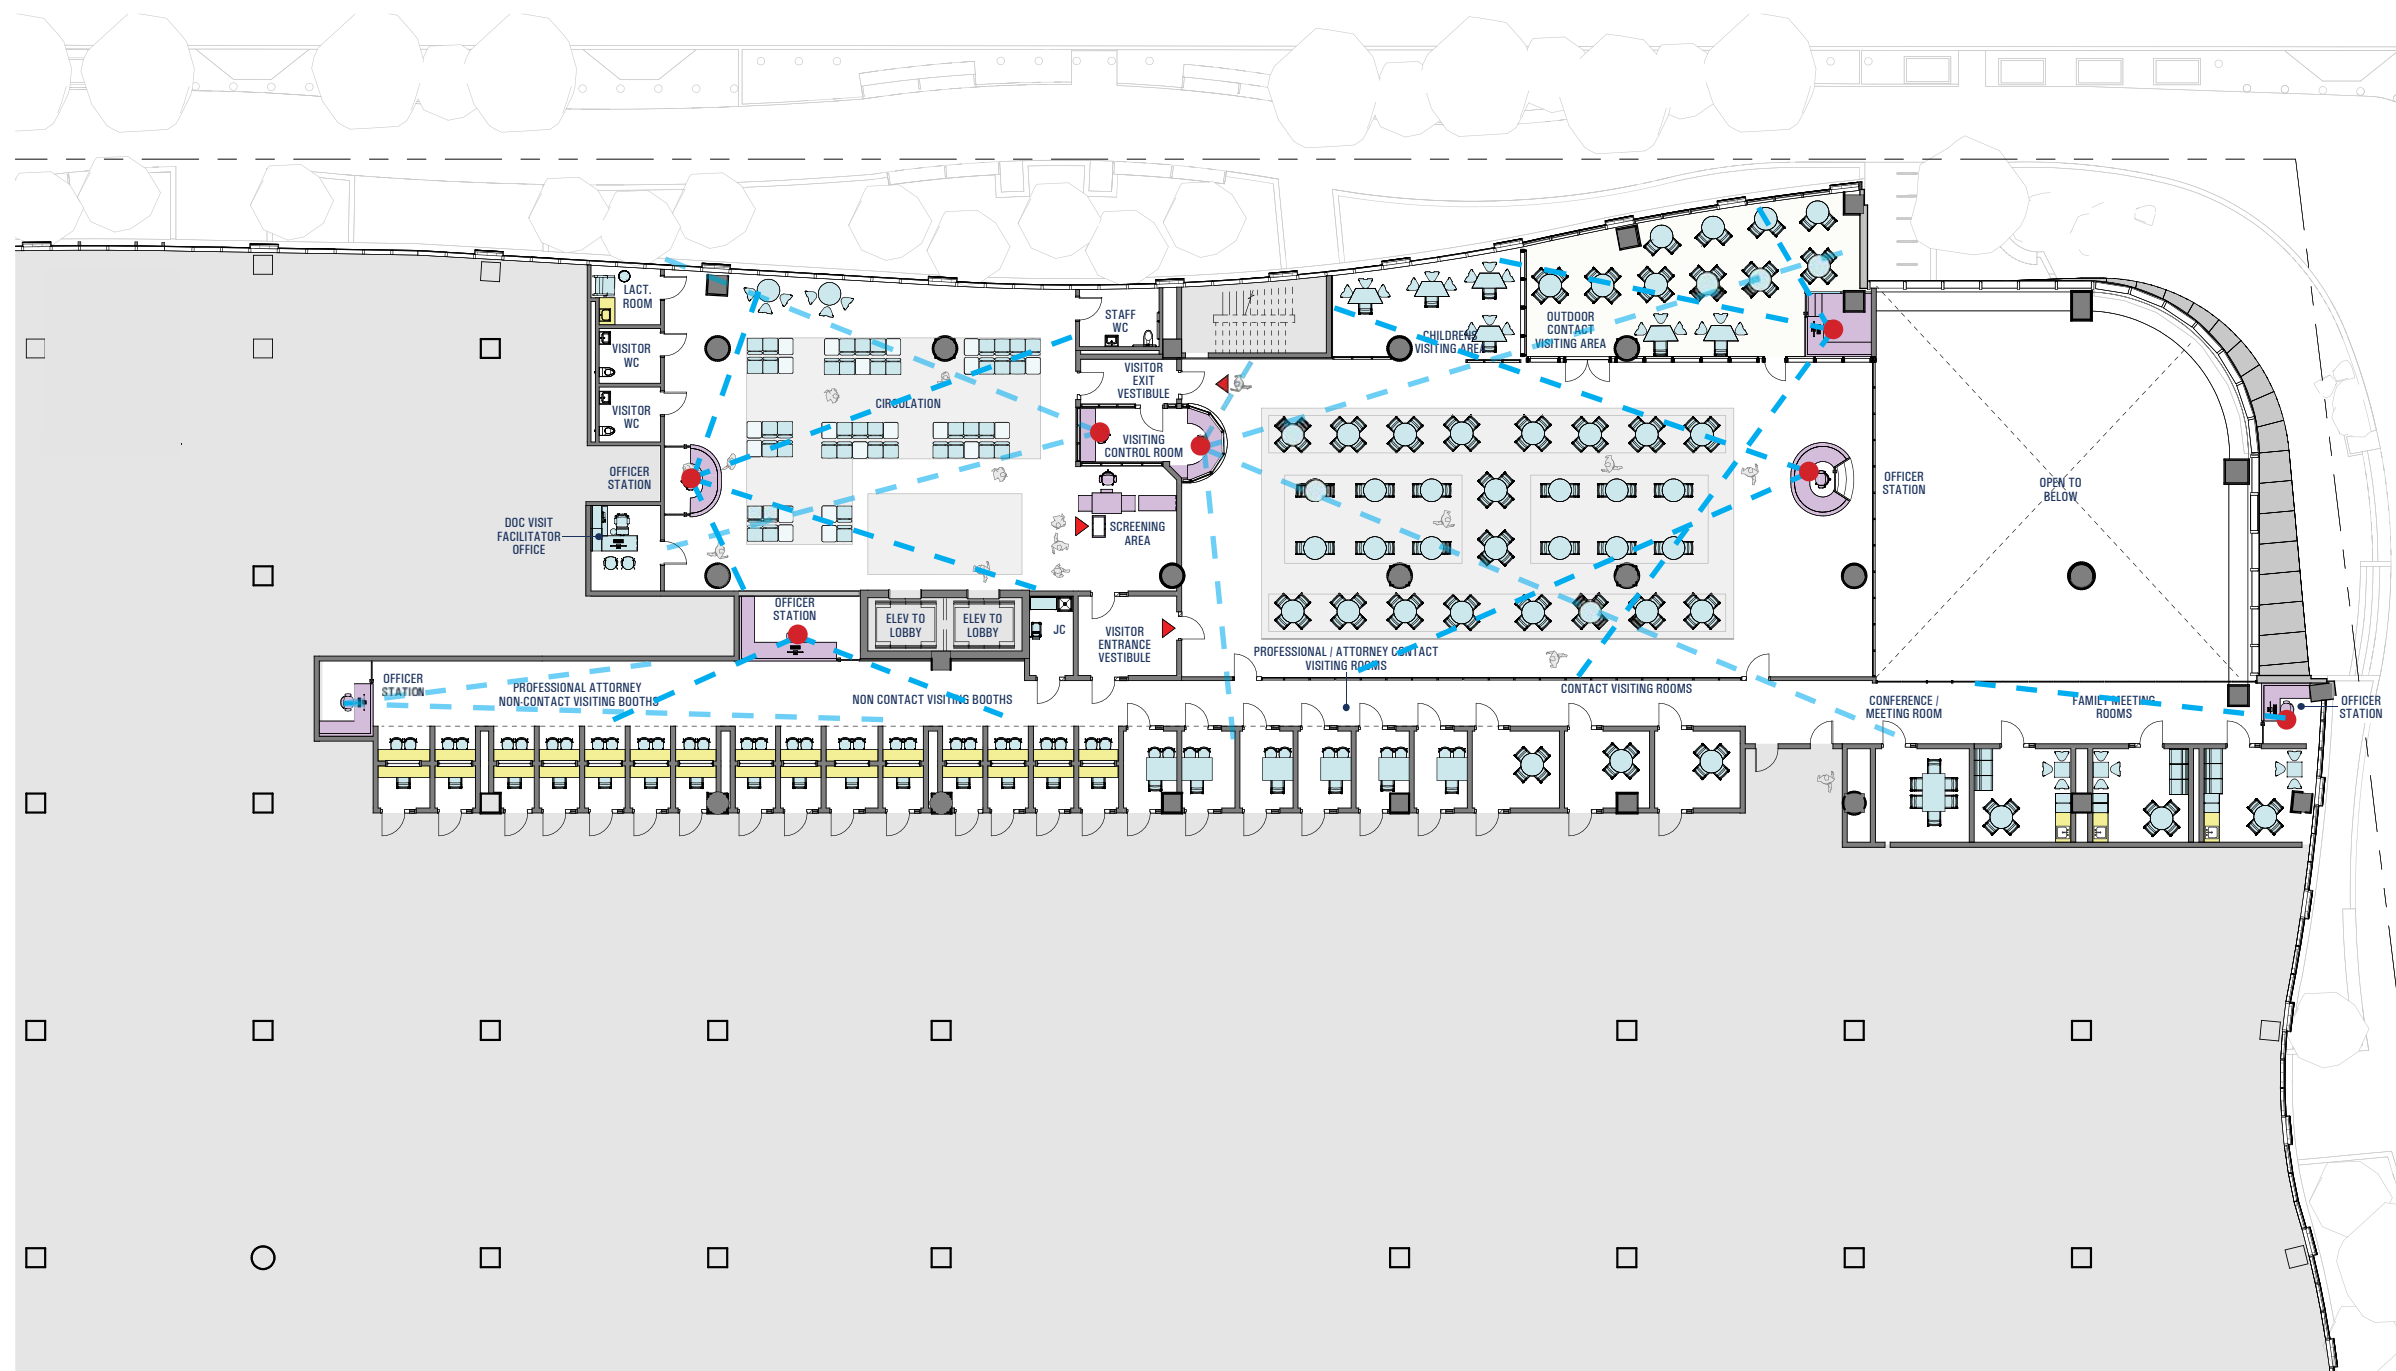 LACT.
ROOM
VISITOR
WC
VISITOR
WC
OFFICER
STATION
DOC VISIT
FACILITATOR
OFFICE
CIRCULATION
STAFF
WC
VISITOR
EXIT
VESTIBULE
VISITING
CONTROL ROOM
SCREENING
AREA
CHILDRENS
VISITING AREA
OUTDOOR
CONTACT
VISITING AREA
OFFICER
STATION
OPEN TO
BELOW
OFFICER
STATION
ELEV TO
LOBBY
ELEV TO
LOBBY
JC
VISITOR
ENTRANCE
VESTIBULE
OFFICER
STATION
PROFESSIONAL ATTORNEY
NON-CONTACT VISITING BOOTHS
NON CONTACT VISITING BOOTHS
PROFESSIONAL / ATTORNEY CONTACT
VISITING ROOMS
CONTACT VISITING ROOMS
CONFERENCE /
MEETING ROOM
FAMILY MEETING
ROOMS
OFFICER
STATION